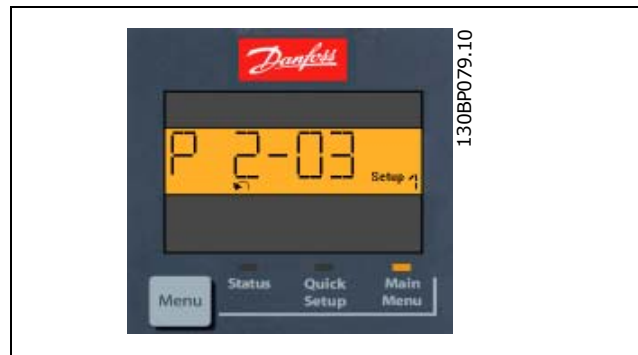 Danfoss
P 2-03
Setup 1
Status Quick Setup Main Menu
Menu
130BP079.10